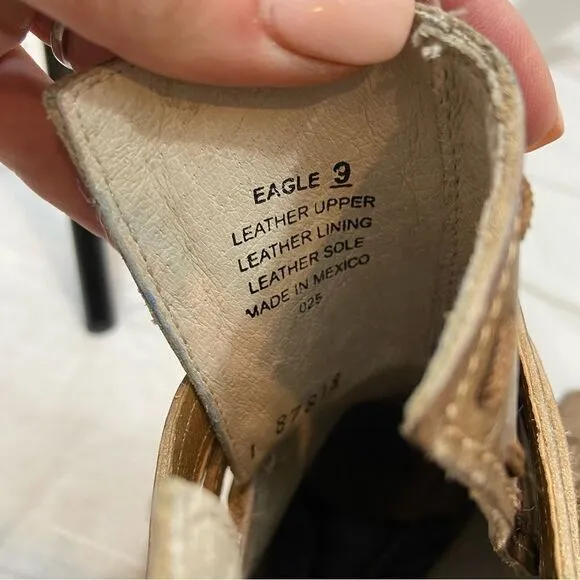 EAGLE 9
LEATHER UPPER
LEATHER LINING
LEATHER SOLE
MADE IN MEXICO
025